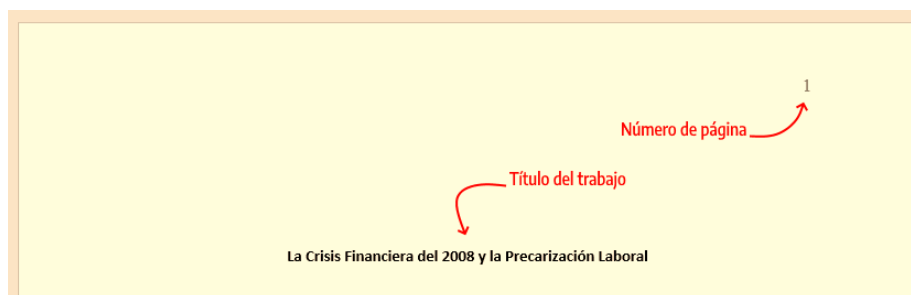 1
Número de página
Título del trabajo
La Crisis Financiera del 2008 y la Precarización Laboral